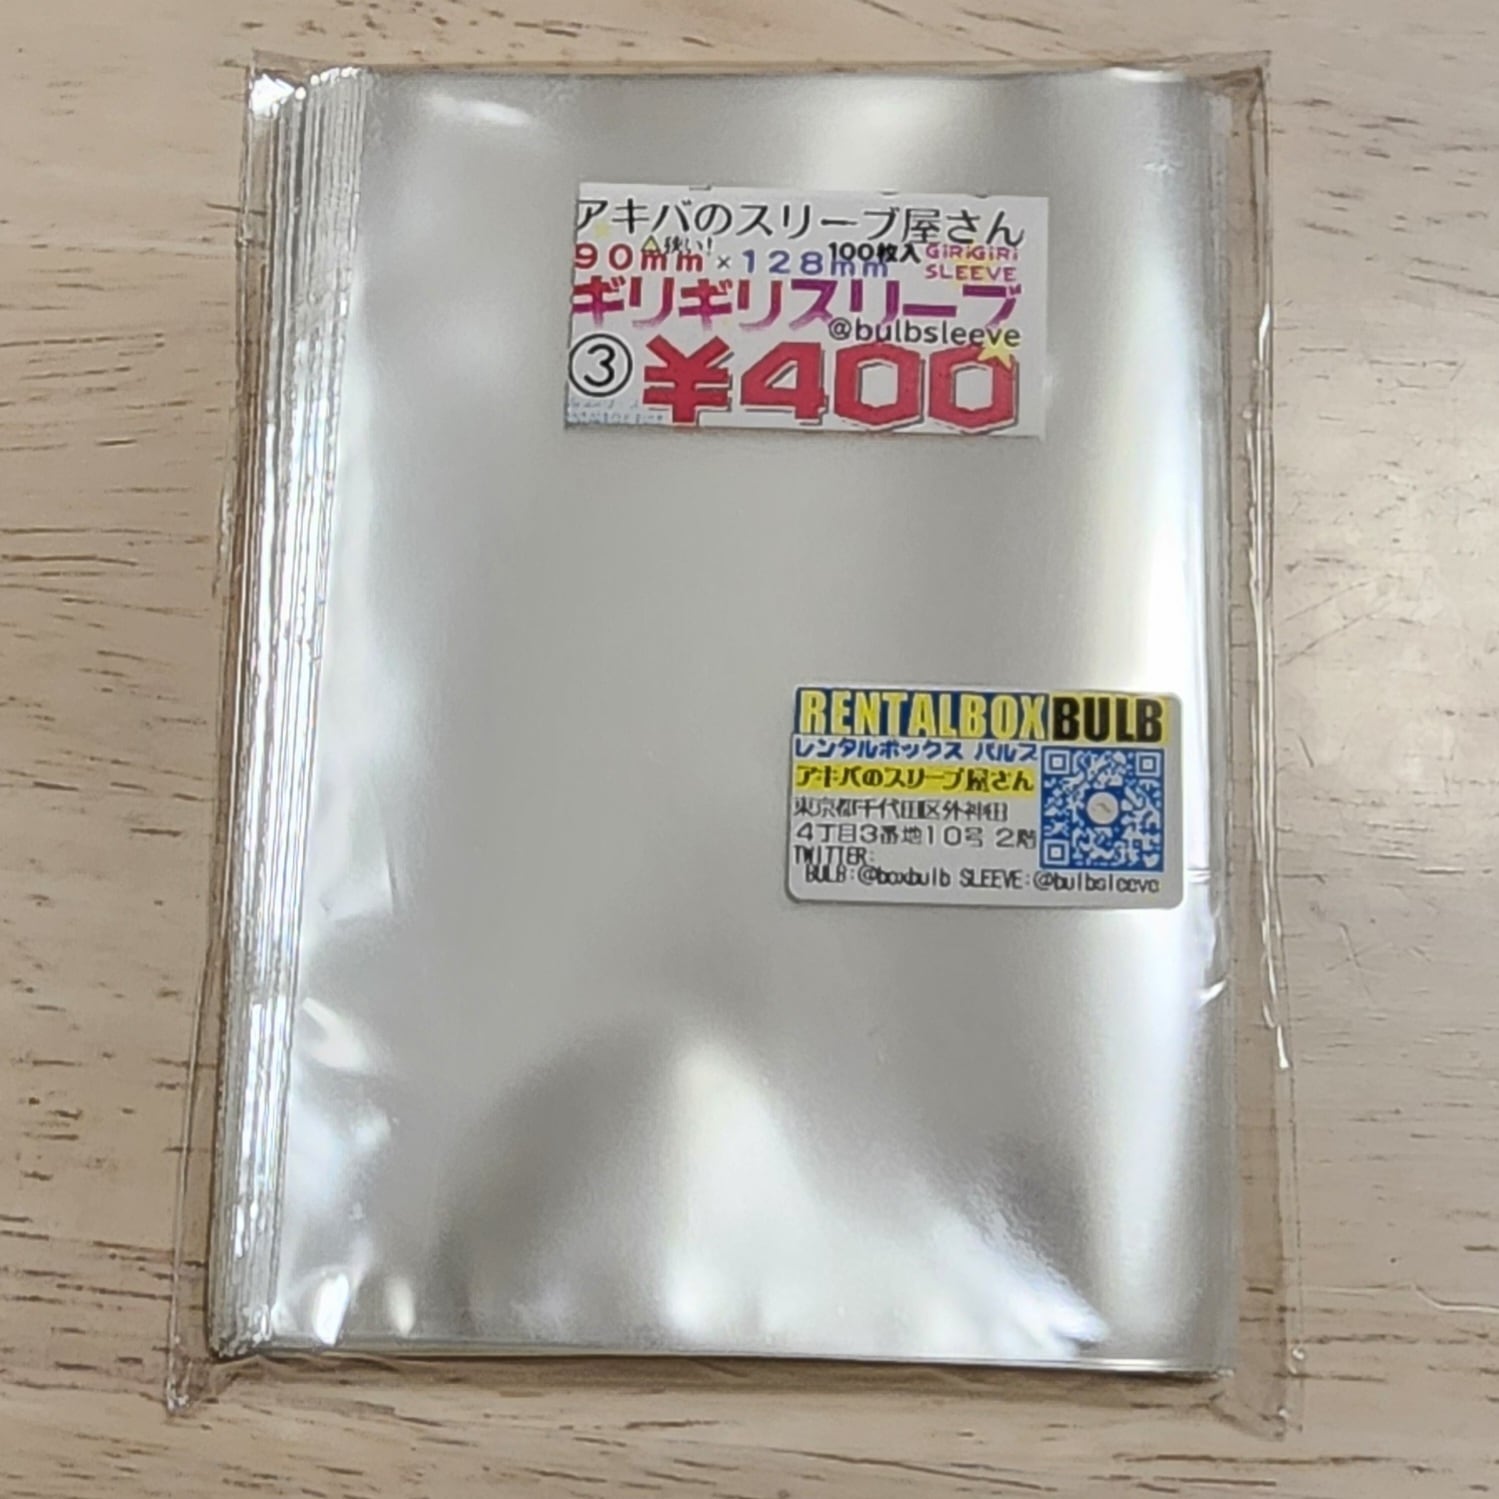 アキバのスリーブ屋さん
狭い!
90mm×128mm 100枚入 GiRiGiRi
SLEEVE
ギリギリスリーブ
@bulbsleeve
③ ¥400
RENTALBOX BULB
レンタルボックス バルブ
アキバのスリーブ屋さん
東京都千代田区外神田
4丁目3番地10号 2階
TWITTER:
BULB:@boxbulb SLEEVE:@bulbsleeve